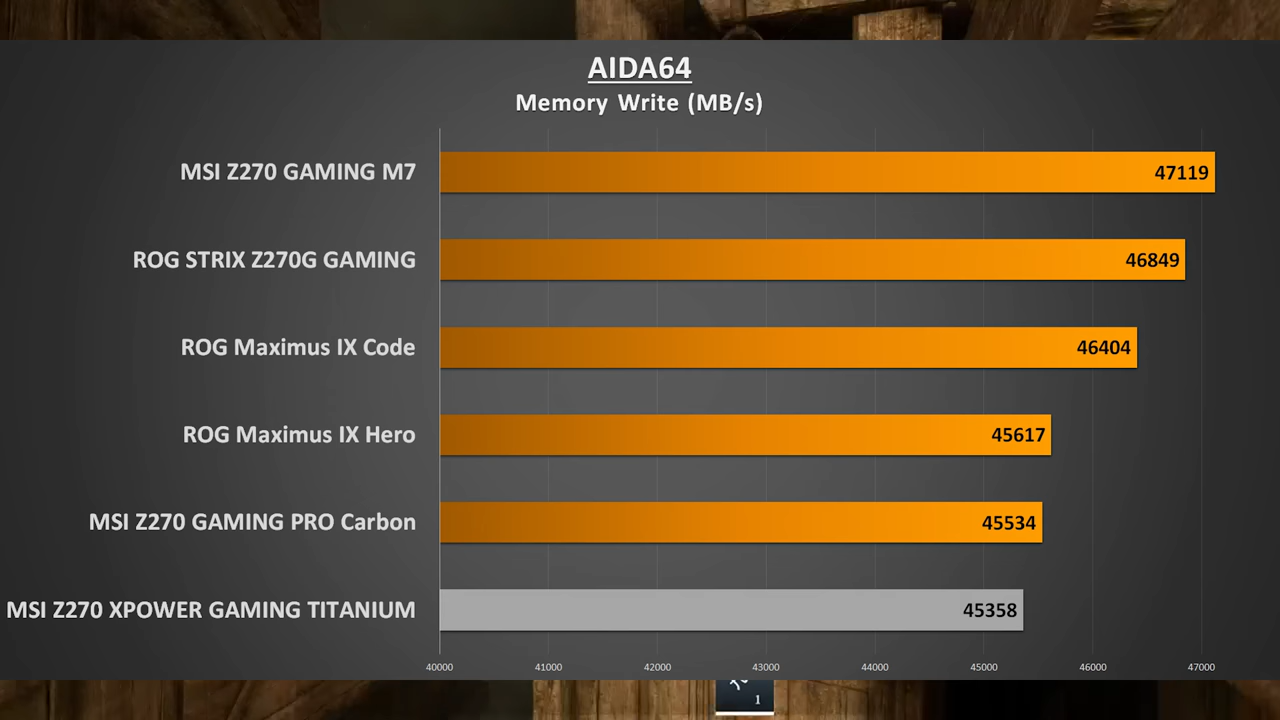 AIDA64
Memory Write (MB/s)
MSI Z270 GAMING M7 47119
ROG STRIX Z270G GAMING 46849
ROG Maximus IX Code 46404
ROG Maximus IX Hero 45617
MSI Z270 GAMING PRO Carbon 45534
MSI Z270 XPOWER GAMING TITANIUM 45358
40000 41000 42000 43000 44000 45000 46000 47000
1